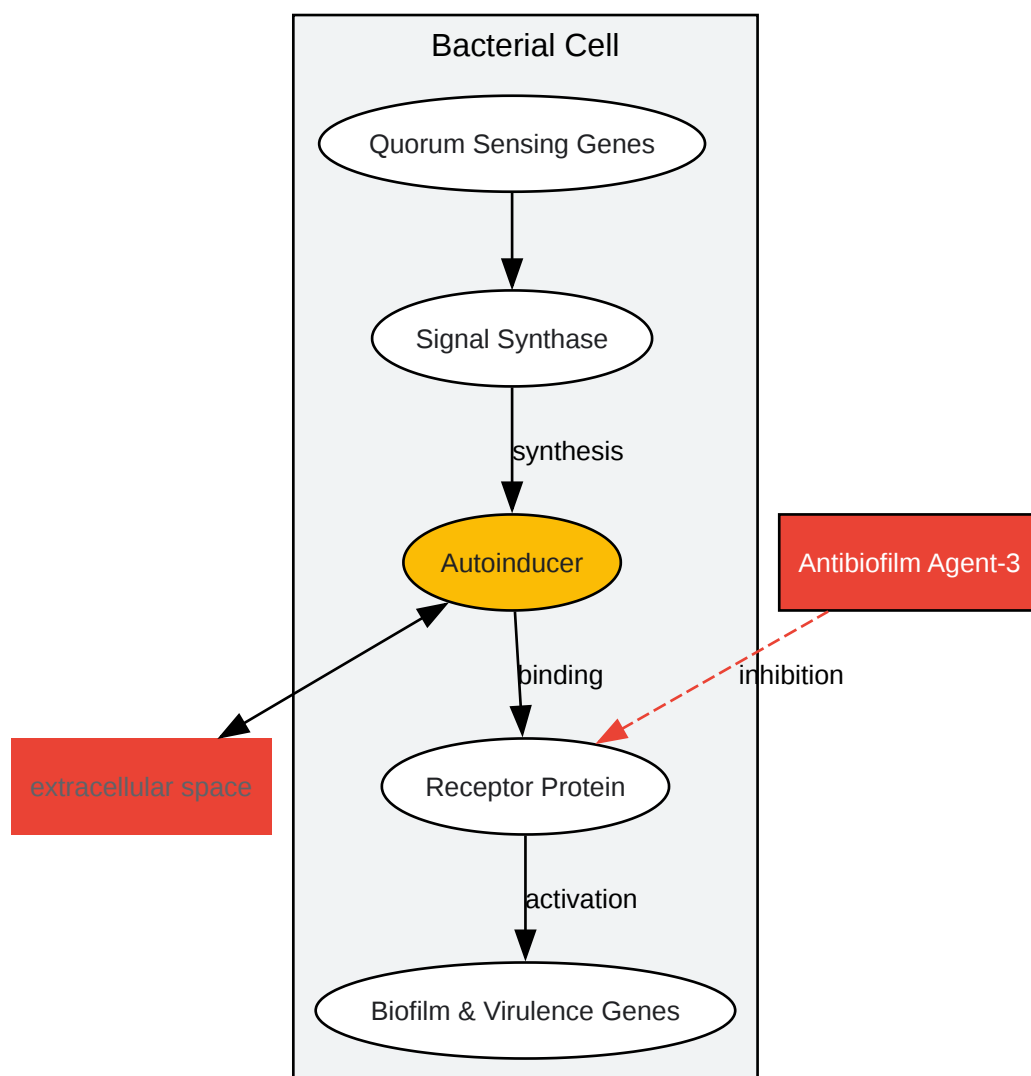 Bacterial Cell
Quorum Sensing Genes
Signal Synthase
synthesis
Autoinducer
Antibiofilm Agent-3
binding
inhibition
extracellular space
Receptor Protein
activation
Biofilm & Virulence Genes